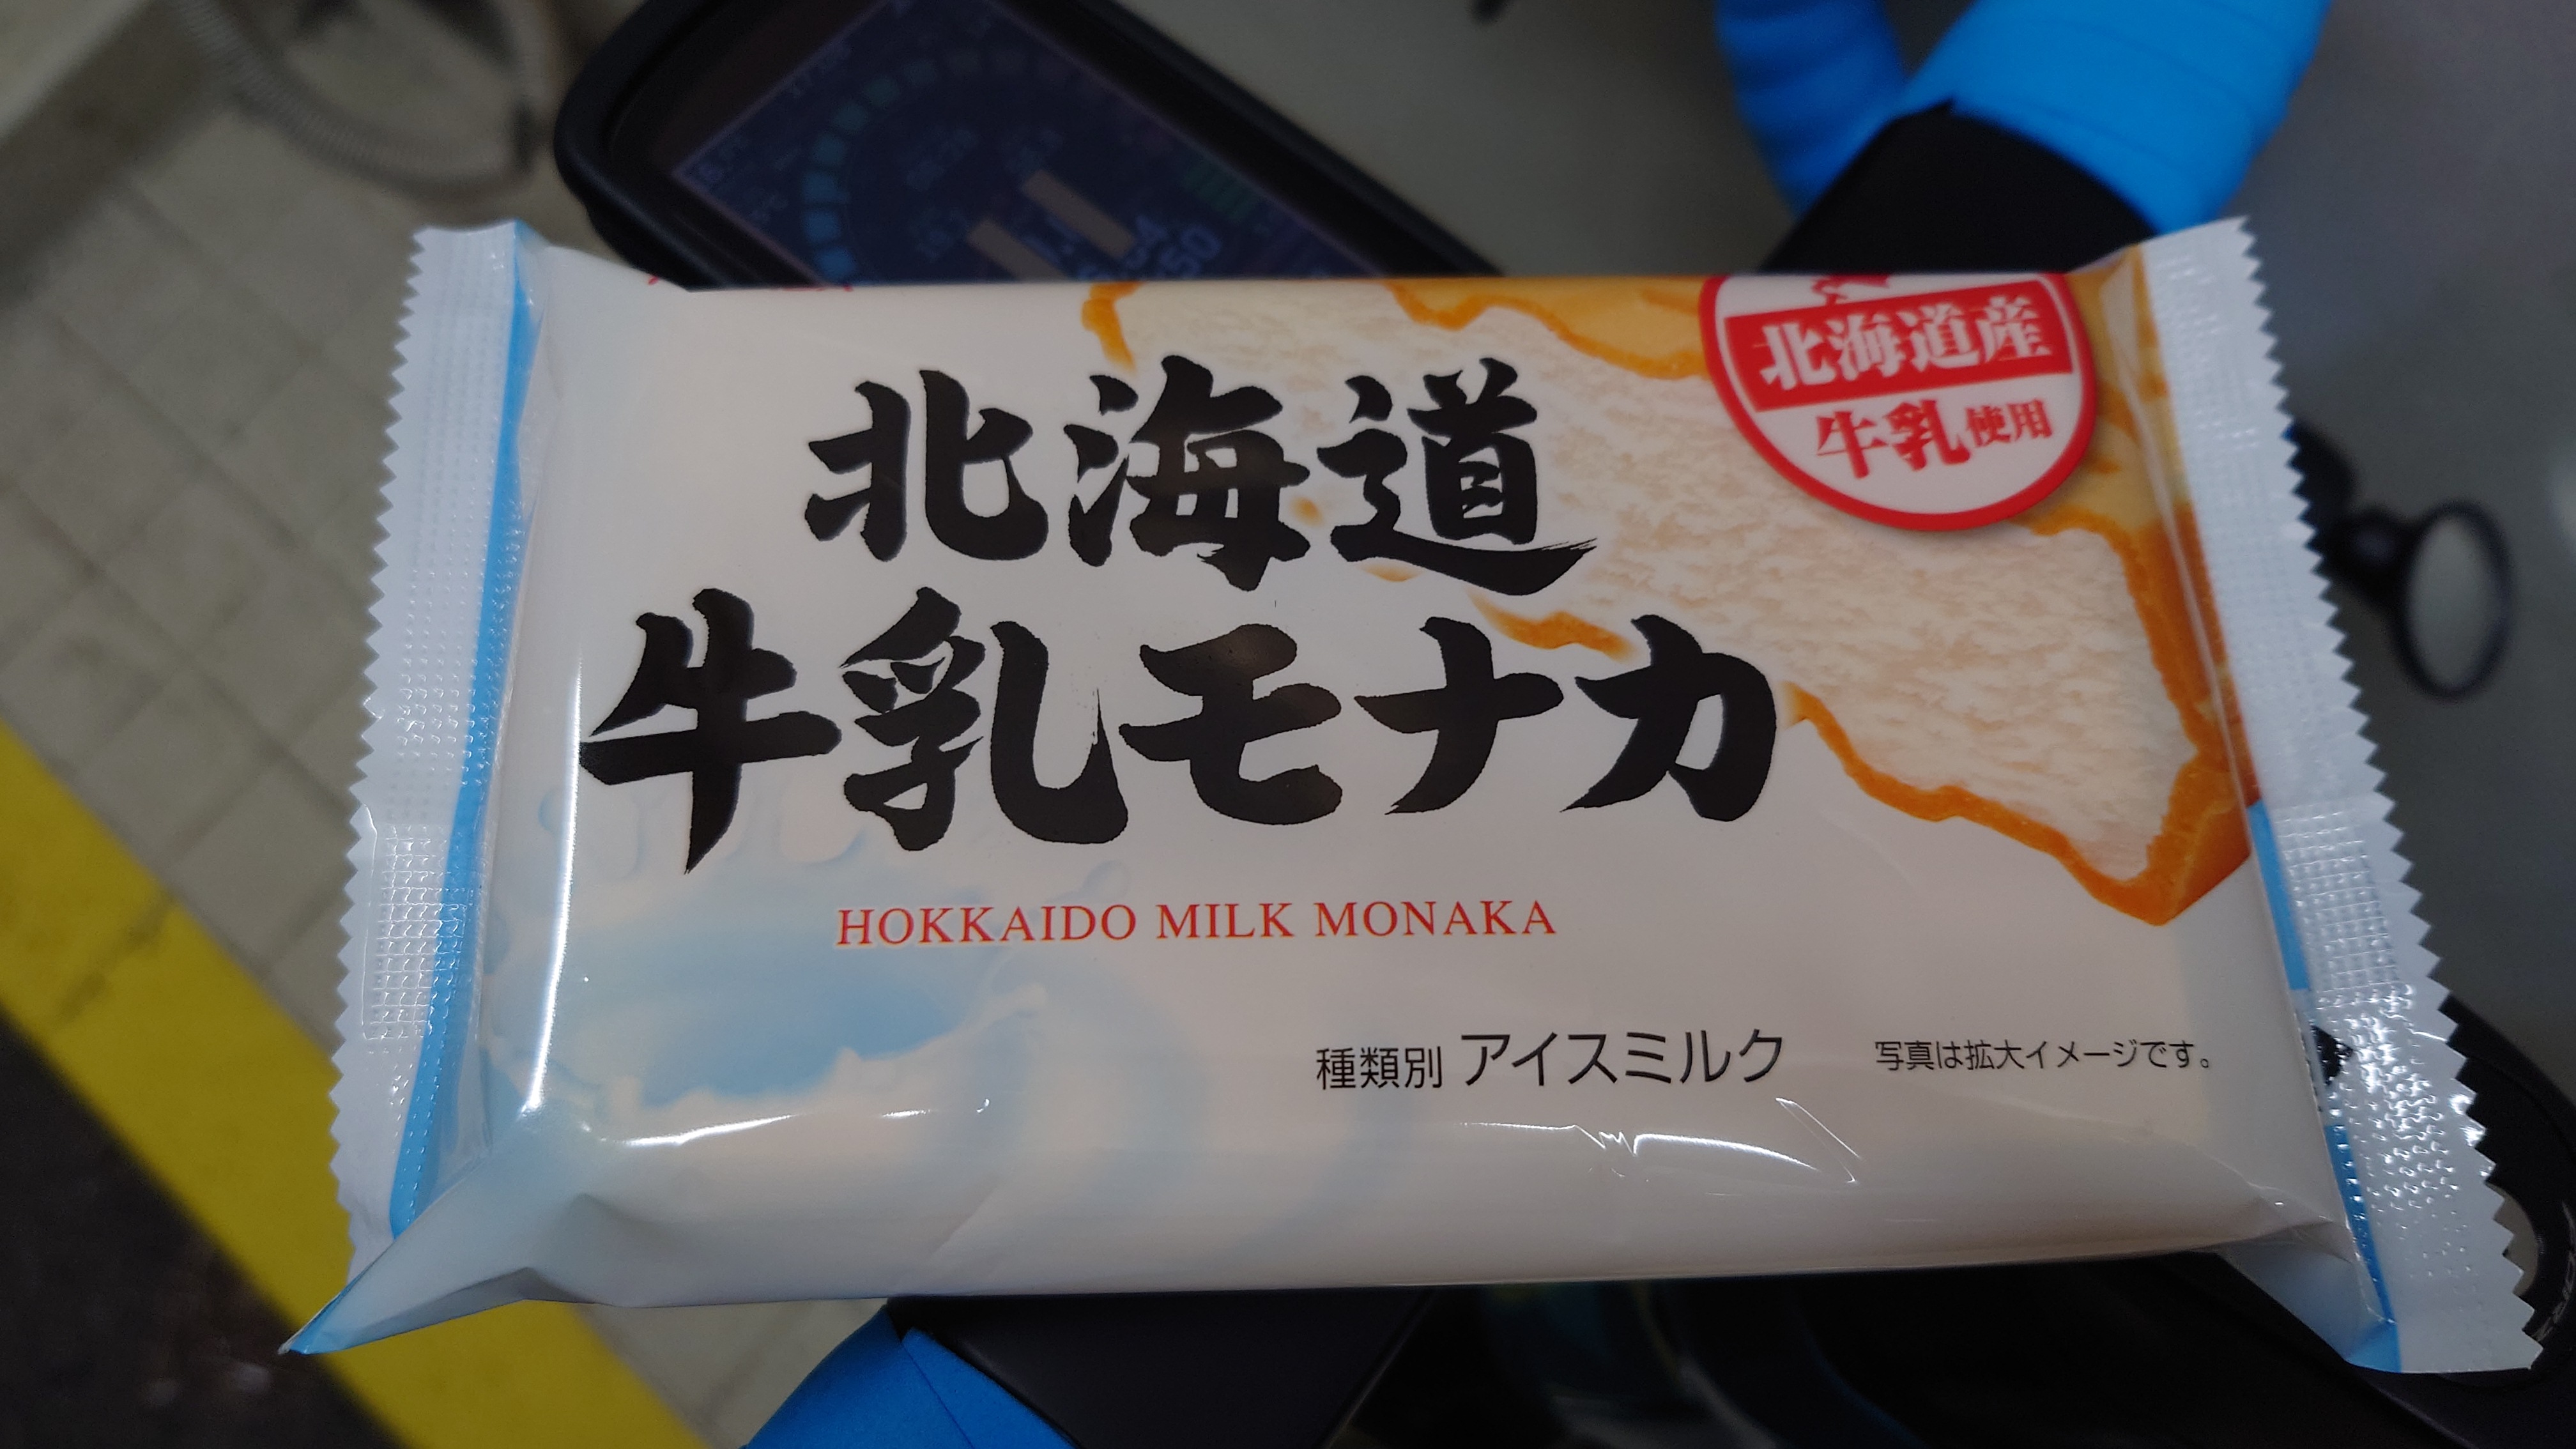 北海道産
牛乳使用
北海道
牛乳モナカ
HOKKAIDO MILK MONAKA
種類別 アイスミルク
写真は拡大イメージです。